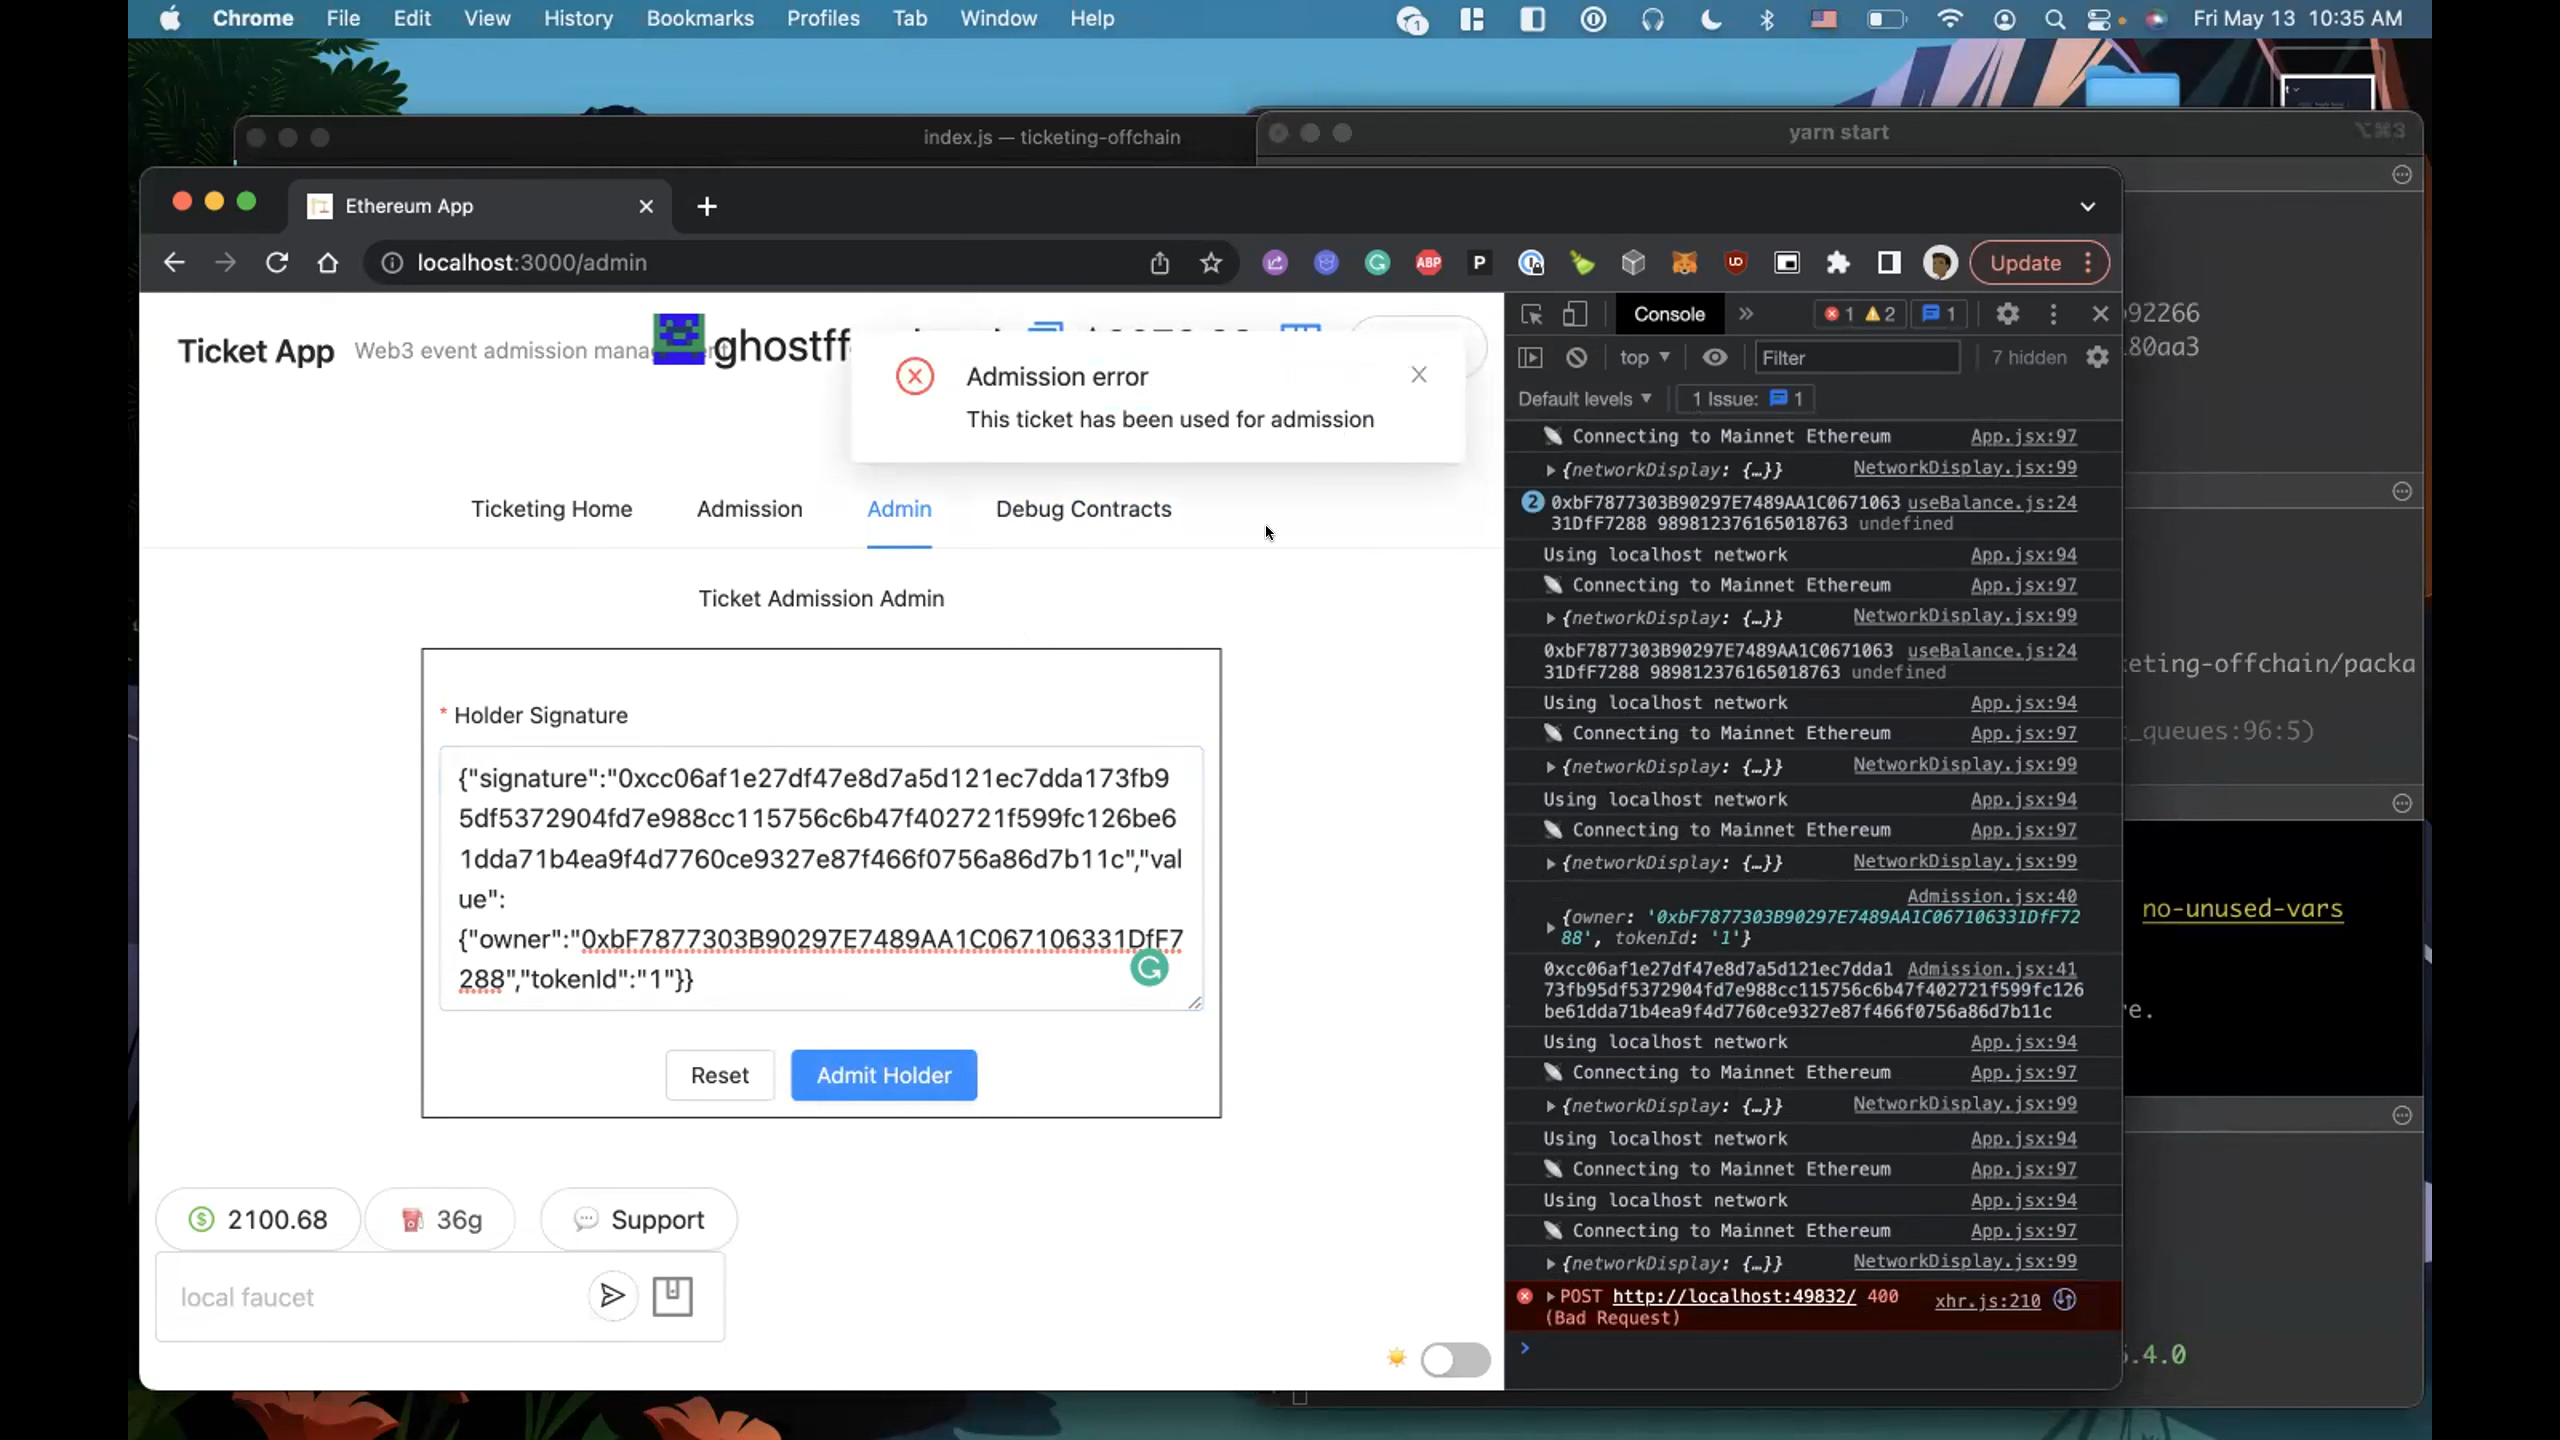 Chrome File Edit View History Bookmarks Profiles Tab Window Help
1
Fri May 13 10:35 AM
index.js — ticketing-offchain
yarn start
⌥⌘3
Ethereum App
localhost:3000/admin
ABP
P
Update
Ticket App
Web3 event admission mana
ghostff
Admission error
This ticket has been used for admission
Ticketing Home
Admission
Admin
Debug Contracts
Ticket Admission Admin
* Holder Signature
{"signature":"0xcc06af1e27df47e8d7a5d121ec7dda173fb9
5df5372904fd7e988cc115756c6b47f402721f599fc126be6
1dda71b4ea9f4d7760ce9327e87f466f0756a86d7b11c","val
ue":
{"owner":"0xbF7877303B90297E7489AA1C067106331DfF7
288","tokenId":"1"}}
Reset
Admit Holder
2100.68
36g
Support
local faucet
Console
1 2
1
top
Filter
7 hidden
Default levels
1 Issue: 1
Connecting to Mainnet Ethereum App.jsx:97
{networkDisplay: {…}} NetworkDisplay.jsx:99
2 0xbF7877303B90297E7489AA1C0671063 useBalance.js:24
31DfF7288 989812376165018763 undefined
Using localhost network App.jsx:94
Connecting to Mainnet Ethereum App.jsx:97
{networkDisplay: {…}} NetworkDisplay.jsx:99
0xbF7877303B90297E7489AA1C0671063 useBalance.js:24
31DfF7288 989812376165018763 undefined
Using localhost network App.jsx:94
Connecting to Mainnet Ethereum App.jsx:97
{networkDisplay: {…}} NetworkDisplay.jsx:99
Using localhost network App.jsx:94
Connecting to Mainnet Ethereum App.jsx:97
{networkDisplay: {…}} NetworkDisplay.jsx:99
Admission.jsx:40
{owner: '0xbF7877303B90297E7489AA1C067106331DfF72
88', tokenId: '1'}
0xcc06af1e27df47e8d7a5d121ec7dda1 Admission.jsx:41
73fb95df5372904fd7e988cc115756c6b47f402721f599fc126
be61dda71b4ea9f4d7760ce9327e87f466f0756a86d7b11c
Using localhost network App.jsx:94
Connecting to Mainnet Ethereum App.jsx:97
{networkDisplay: {…}} NetworkDisplay.jsx:99
Using localhost network App.jsx:94
Connecting to Mainnet Ethereum App.jsx:97
Using localhost network App.jsx:94
Connecting to Mainnet Ethereum App.jsx:97
{networkDisplay: {…}} NetworkDisplay.jsx:99
POST http://localhost:49832/ 400 xhr.js:210
(Bad Request)
92266
80aa3
eting-offchain/packa
_queues:96:5)
no-unused-vars
e.
.4.0